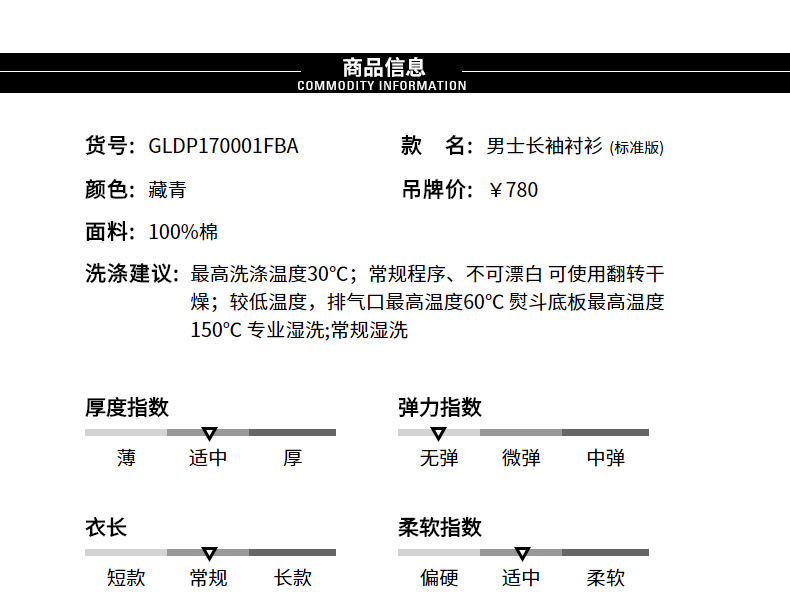 商品信息
COMMODITY INFORMATION
货号: GLDP170001FBA
款 名: 男士长袖衬衫 (标准版)
颜色: 藏青
吊牌价: ￥780
面料: 100%棉
洗涤建议: 最高洗涤温度30℃；常规程序、不可漂白 可使用翻转干
燥；较低温度，排气口最高温度60℃ 熨斗底板最高温度
150℃ 专业湿洗;常规湿洗
厚度指数
薄 适中 厚
弹力指数
无弹 微弹 中弹
衣长
短款 常规 长款
柔软指数
偏硬 适中 柔软